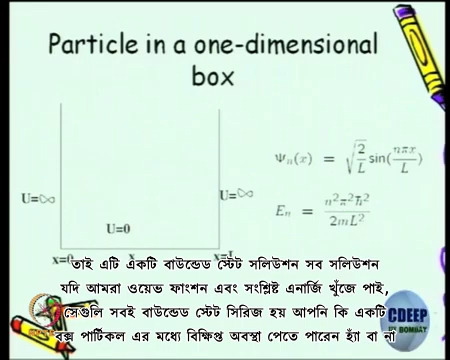 Particle in a one-dimensional
box
Ψn(x) = √(2/L) sin(nπx/L)
U=∞
U=∞
En = n²π²ħ²/2mL²
U=0
x=0
x
x=L
তাই এটি একটি বাউন্ডেড স্টেট সলিউশন সব সলিউশন
যদি আমরা ওয়েভ ফাংশন এবং সংশ্লিষ্ট এনার্জি খুঁজে পাই,
সেগুলি সবই বাউন্ডেড স্টেট সিরিজ হয় আপনি কি একটি
বক্স পার্টিকল এর মধ্যে বিক্ষিপ্ত অবস্থা পেতে পারেন হ্যাঁ বা না
CDEEP
IIT BOMBAY